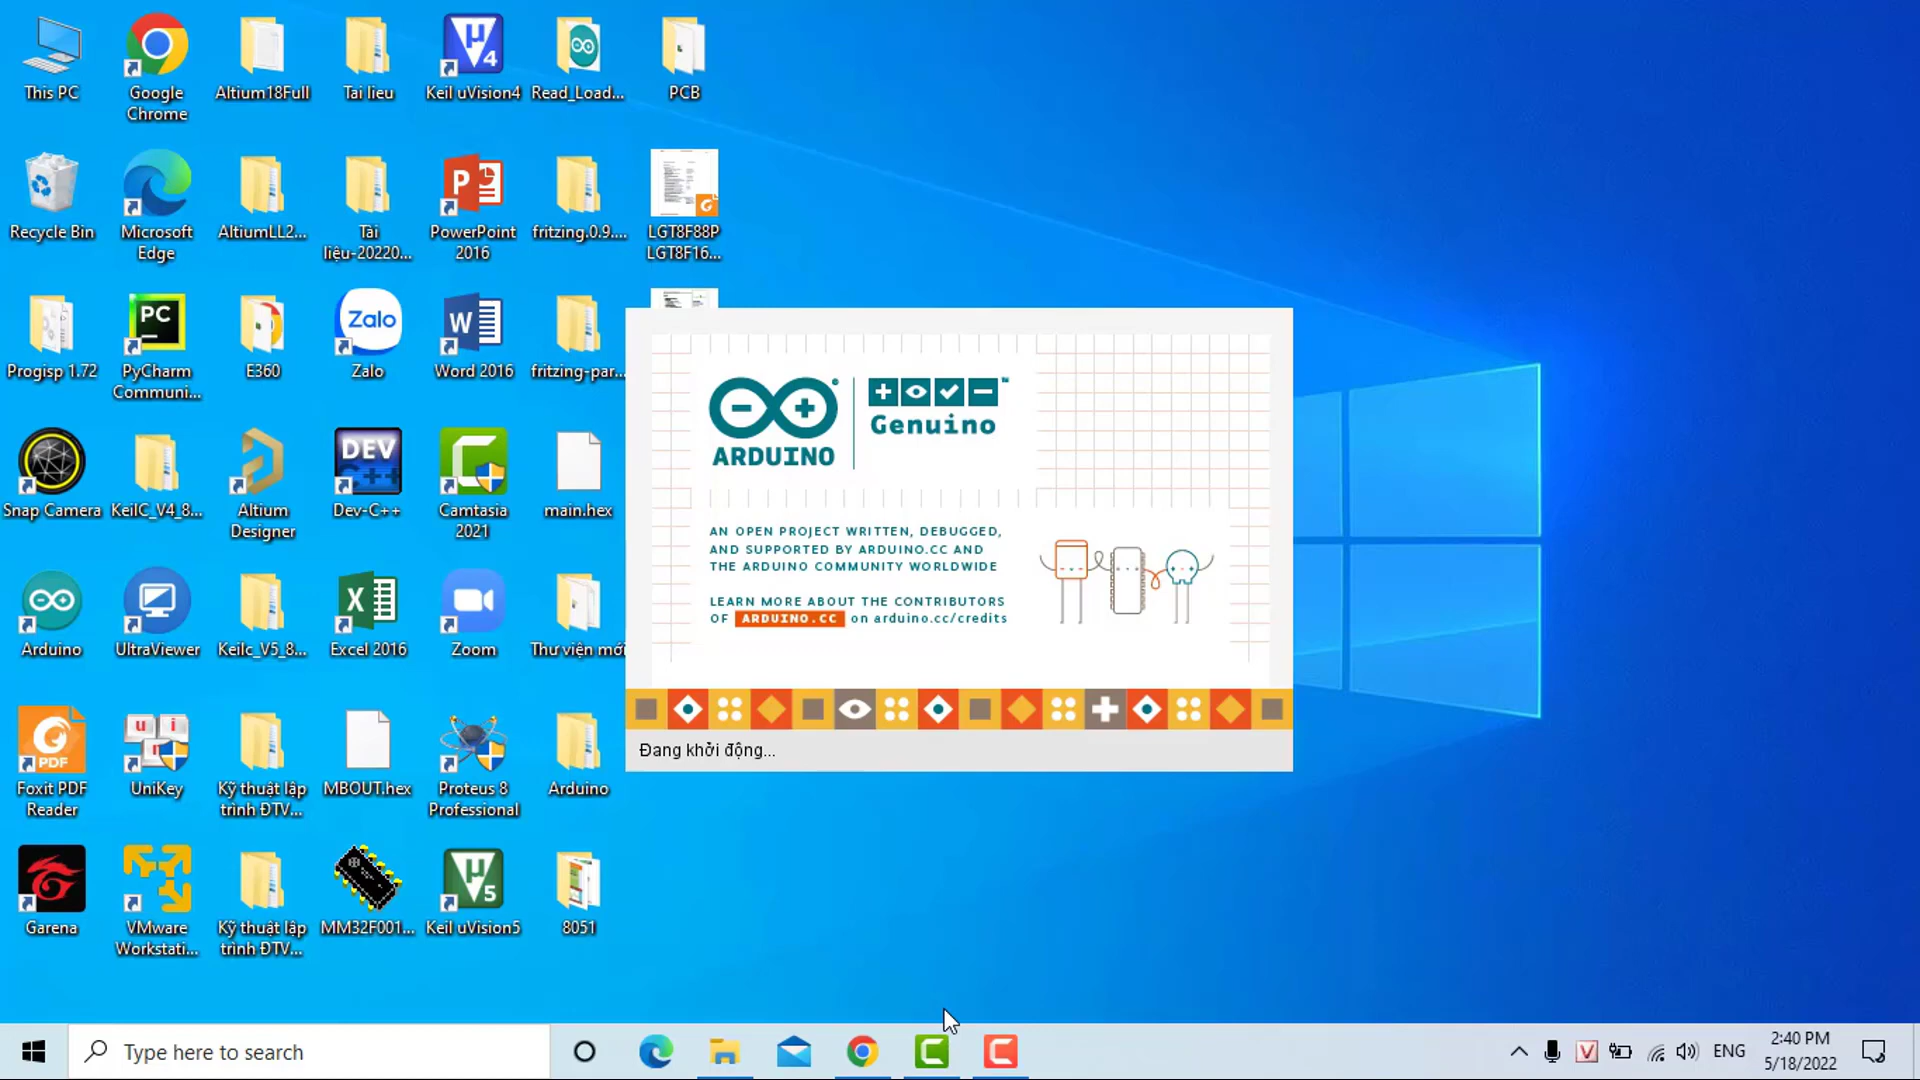 This PC
Google
Chrome
Altium18Full
Tai lieu
Keil uVision4
Read_Load...
PCB
Recycle Bin
Microsoft
Edge
AltiumLL2...
Tài
liệu-20220...
PowerPoint
2016
fritzing.0.9....
LGT8F88P
LGT8F16...
Progisp 1.72
PyCharm
Communi...
E360
Zalo
Word 2016
fritzing-par...
Snap Camera
KeilC_V4_8...
Altium
Designer
Dev-C++
Camtasia
2021
main.hex
Arduino
UltraViewer
Keilc_V5_8...
Excel 2016
Zoom
Thư viện mới
Foxit PDF
Reader
UniKey
Kỹ thuật lập
trình ĐTV...
MBOUT.hex
Proteus 8
Professional
Arduino
Garena
VMware
Workstati...
Kỹ thuật lập
trình ĐTV...
MM32F001...
Keil uVision5
8051
ARDUINO
Genuino
AN OPEN PROJECT WRITTEN, DEBUGGED,
AND SUPPORTED BY ARDUINO.CC AND
THE ARDUINO COMMUNITY WORLDWIDE
LEARN MORE ABOUT THE CONTRIBUTORS
OF ARDUINO.CC on arduino.cc/credits
Đang khởi động...
Type here to search
ENG
2:40 PM
5/18/2022